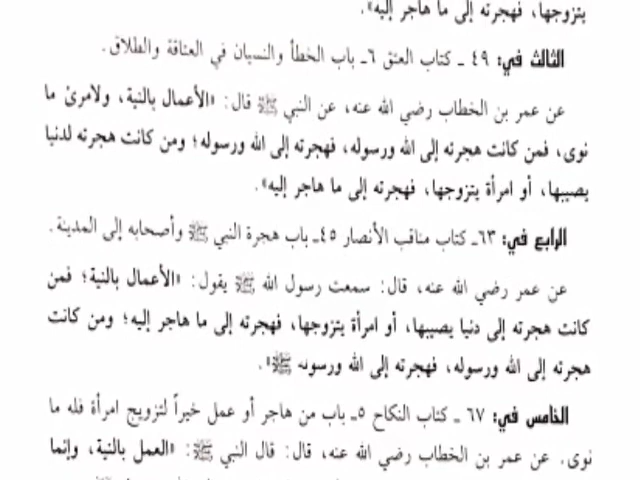 يتزوجها، فهجرته إلى ما هاجر إليه».
الثالث في: ٤٩ ـ كتاب العتق ٦ـ باب الخطأ والنسيان في العتاقة والطلاق.
عن عمر بن الخطاب رضي الله عنه، عن النبي ﷺ قال: «الأعمال بالنية، ولامرئ ما
نوى، فمن كانت هجرته إلى الله ورسوله، فهجرته إلى الله ورسوله؛ ومن كانت هجرته لدنيا
يصيبها، أو امرأة يتزوجها، فهجرته إلى ما هاجر إليه».
الرابع في: ٦٣ـ كتاب مناقب الأنصار ٤٥ـ باب هجرة النبي ﷺ وأصحابه إلى المدينة.
عن عمر رضي الله عنه، قال: سمعت رسول الله ﷺ يقول: «الأعمال بالنية؛ فمن
كانت هجرته إلى دنيا يصيبها، أو امرأة يتزوجها، فهجرته إلى ما هاجر إليه؛ ومن كانت
هجرته إلى الله ورسوله، فهجرته إلى الله ورسوله ﷺ».
الخامس في: ٦٧ ـ كتاب النكاح ٥ـ باب من هاجر أو عمل خيراً لتزويج امرأة فله ما
نوى. عن عمر بن الخطاب رضي الله عنه، قال: قال النبي ﷺ: «العمل بالنية، وإنما